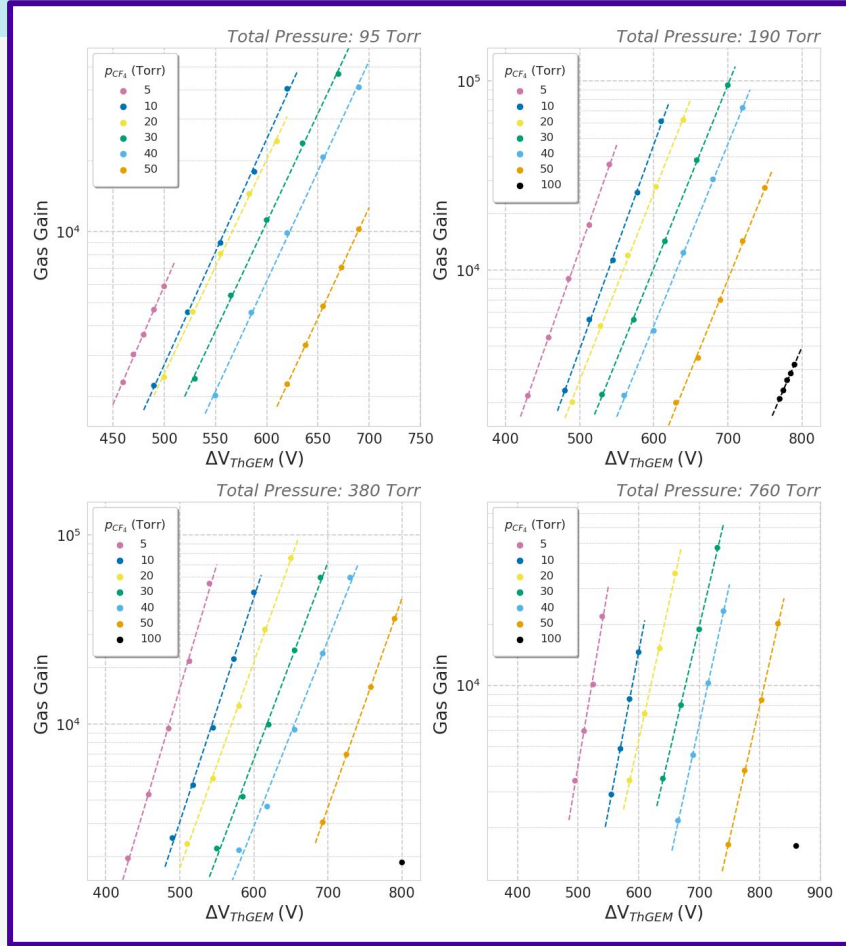 Total Pressure: 95 Torr
p_CF₄ (Torr)
5
10
20
30
40
50
10⁴
Gas Gain
450 500 550 600 650 700 750
ΔV_ThGEM (V)
Total Pressure: 190 Torr
p_CF₄ (Torr)
5
10
20
30
40
50
100
10⁵
10⁴
Gas Gain
400 500 600 700 800
ΔV_ThGEM (V)
Total Pressure: 380 Torr
p_CF₄ (Torr)
5
10
20
30
40
50
100
10⁵
10⁴
Gas Gain
400 500 600 700 800
ΔV_ThGEM (V)
Total Pressure: 760 Torr
p_CF₄ (Torr)
5
10
20
30
40
50
100
10⁴
Gas Gain
400 500 600 700 800 900
ΔV_ThGEM (V)